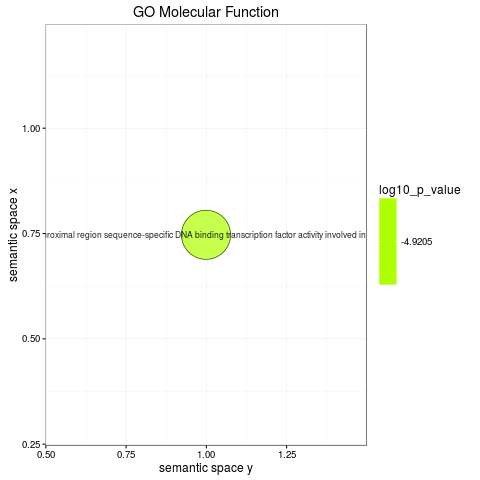 GO Molecular Function
semantic space x
1.00
0.75
0.50
0.25
roximal region sequence-specific DNA binding transcription factor activity involved in
0.50
0.75
1.00
1.25
semantic space y
log10_p_value
-4.9205